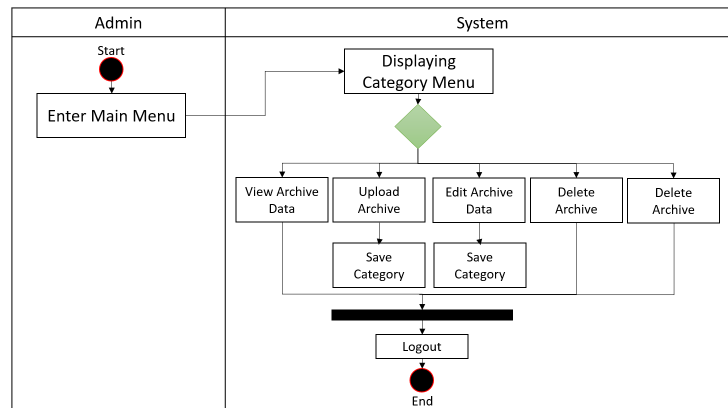 Admin
System
Start
Enter Main Menu
Displaying
Category Menu
View Archive
Data
Upload
Archive
Edit Archive
Data
Delete
Archive
Delete
Archive
Save
Category
Save
Category
Logout
End